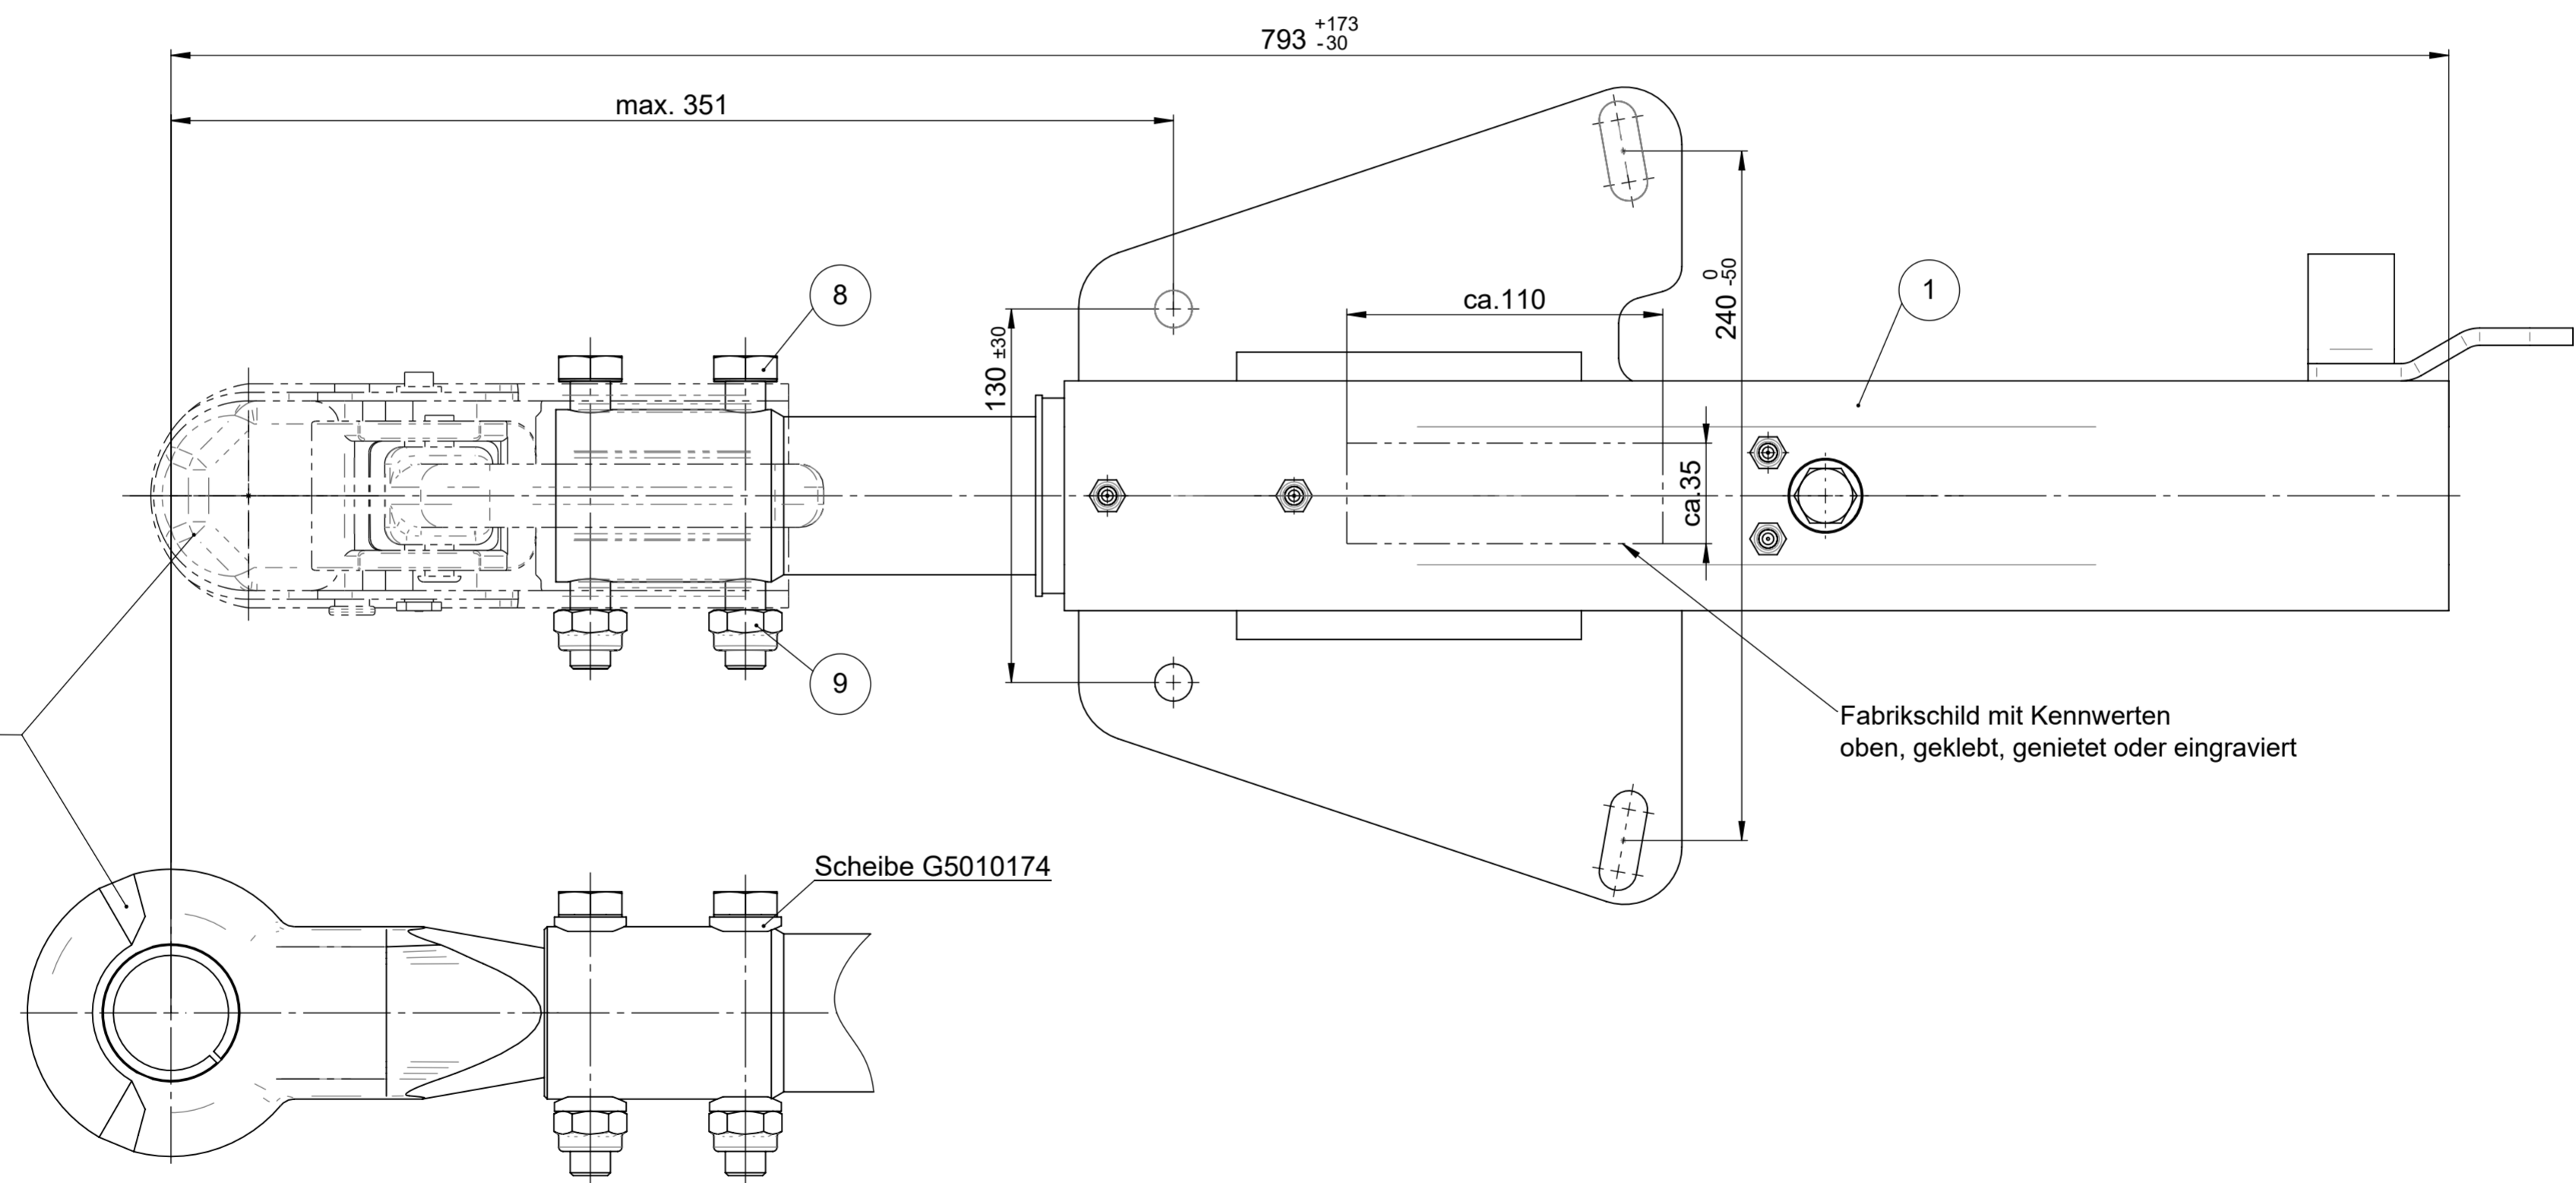 793 +173 -30
max. 351
8
ca.110
1
240 0 -50
130 ±30
ca.35
9
Fabrikschild mit Kennwerten
oben, geklebt, genietet oder eingraviert
Scheibe G5010174